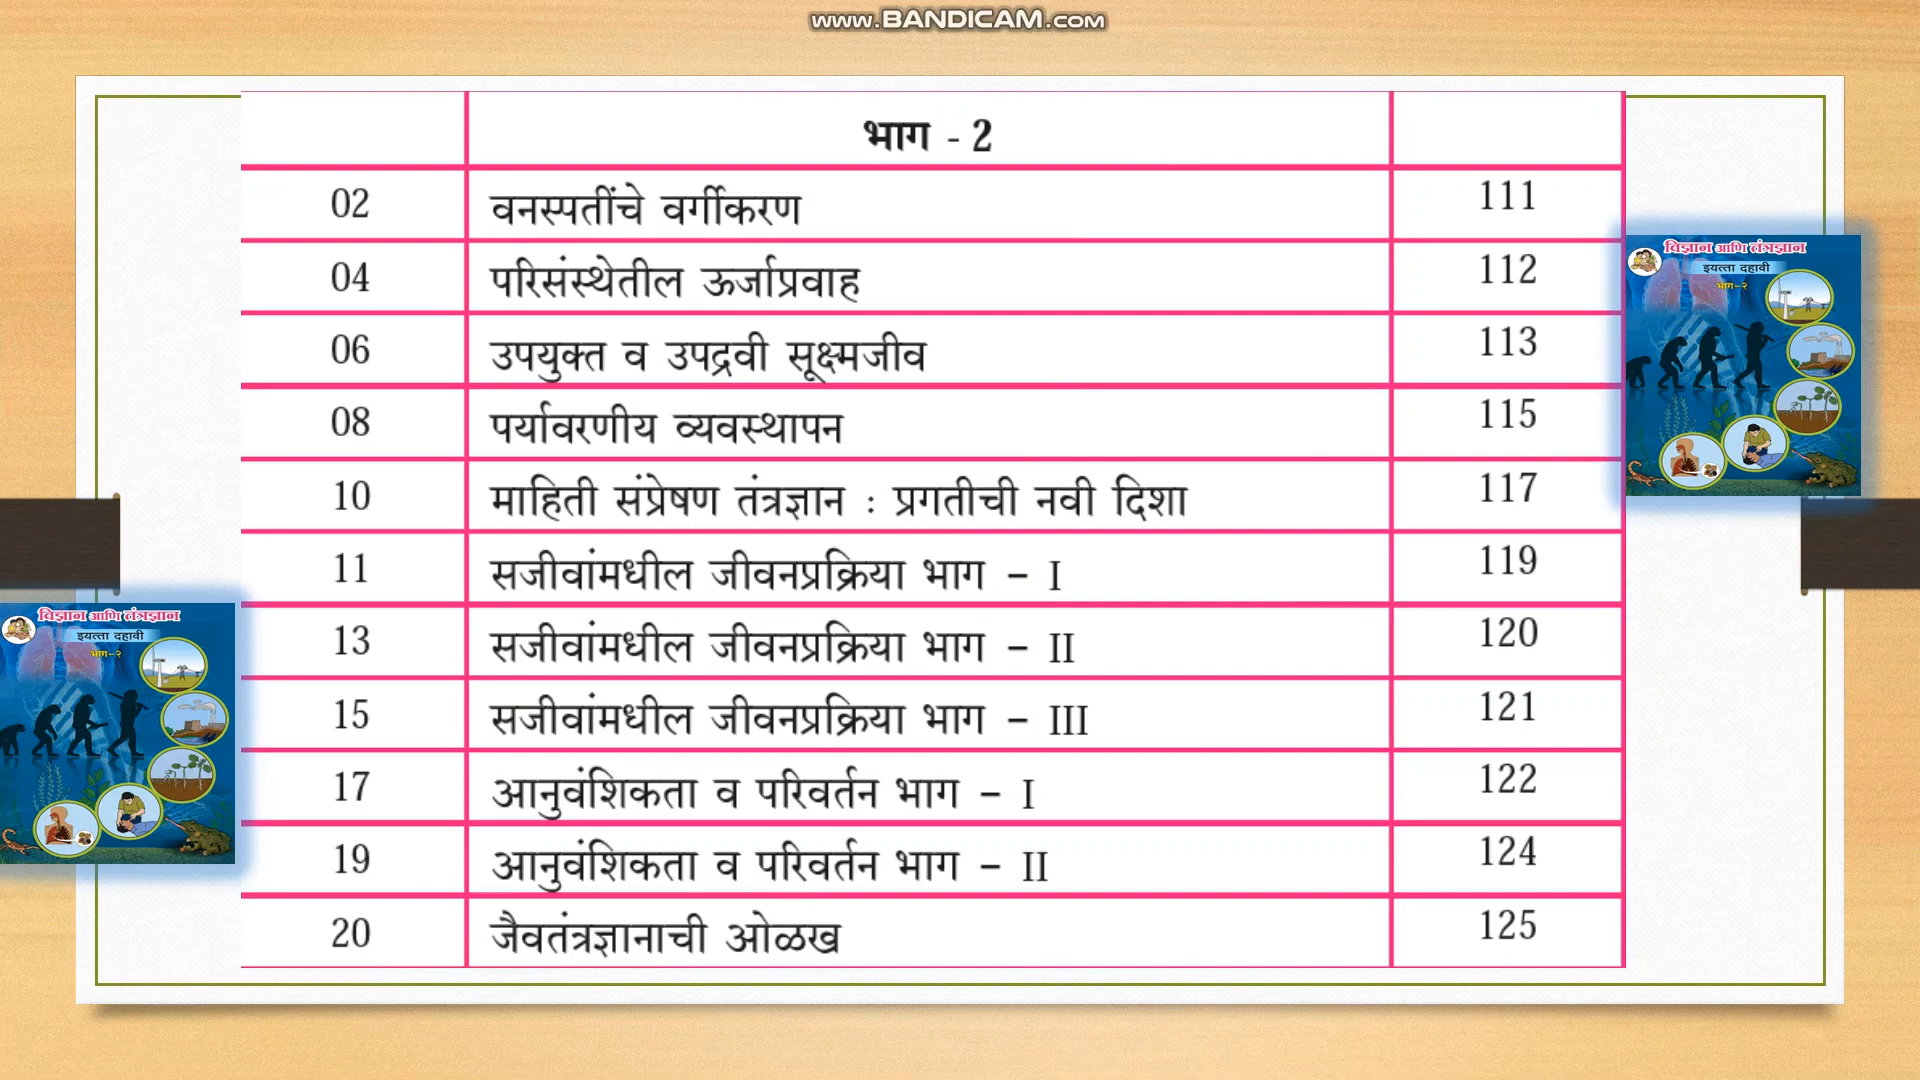 www.BANDICAM.com
भाग - 2
02 वनस्पतींचे वर्गीकरण 111
04 परिसंस्थेतील ऊर्जाप्रवाह 112
06 उपयुक्त व उपद्रवी सूक्ष्मजीव 113
08 पर्यावरणीय व्यवस्थापन 115
10 माहिती संप्रेषण तंत्रज्ञान : प्रगतीची नवी दिशा 117
11 सजीवांमधील जीवनप्रक्रिया भाग – I 119
13 सजीवांमधील जीवनप्रक्रिया भाग – II 120
15 सजीवांमधील जीवनप्रक्रिया भाग – III 121
17 आनुवंशिकता व परिवर्तन भाग – I 122
19 आनुवंशिकता व परिवर्तन भाग – II 124
20 जैवतंत्रज्ञानाची ओळख 125
विज्ञान आणि तंत्रज्ञान
इयत्ता दहावी
भाग-२
विज्ञान आणि तंत्रज्ञान
इयत्ता दहावी
भाग-२